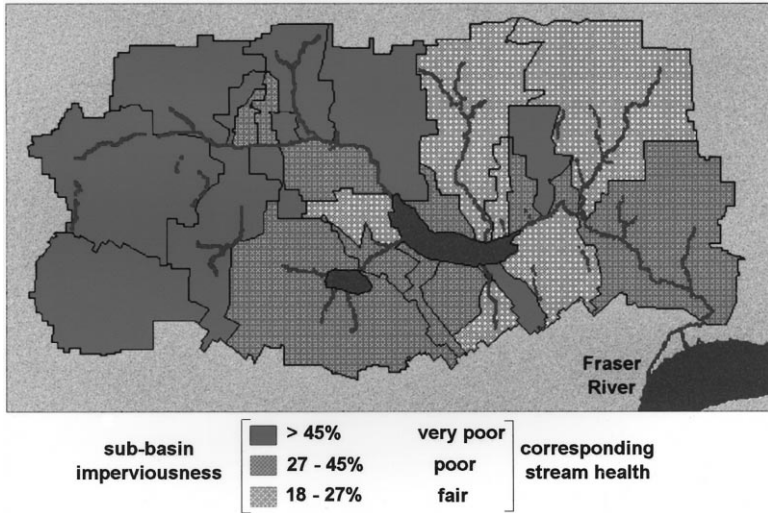 Fraser
River
sub-basin
imperviousness
> 45% very poor
27 - 45% poor
18 - 27% fair
corresponding
stream health